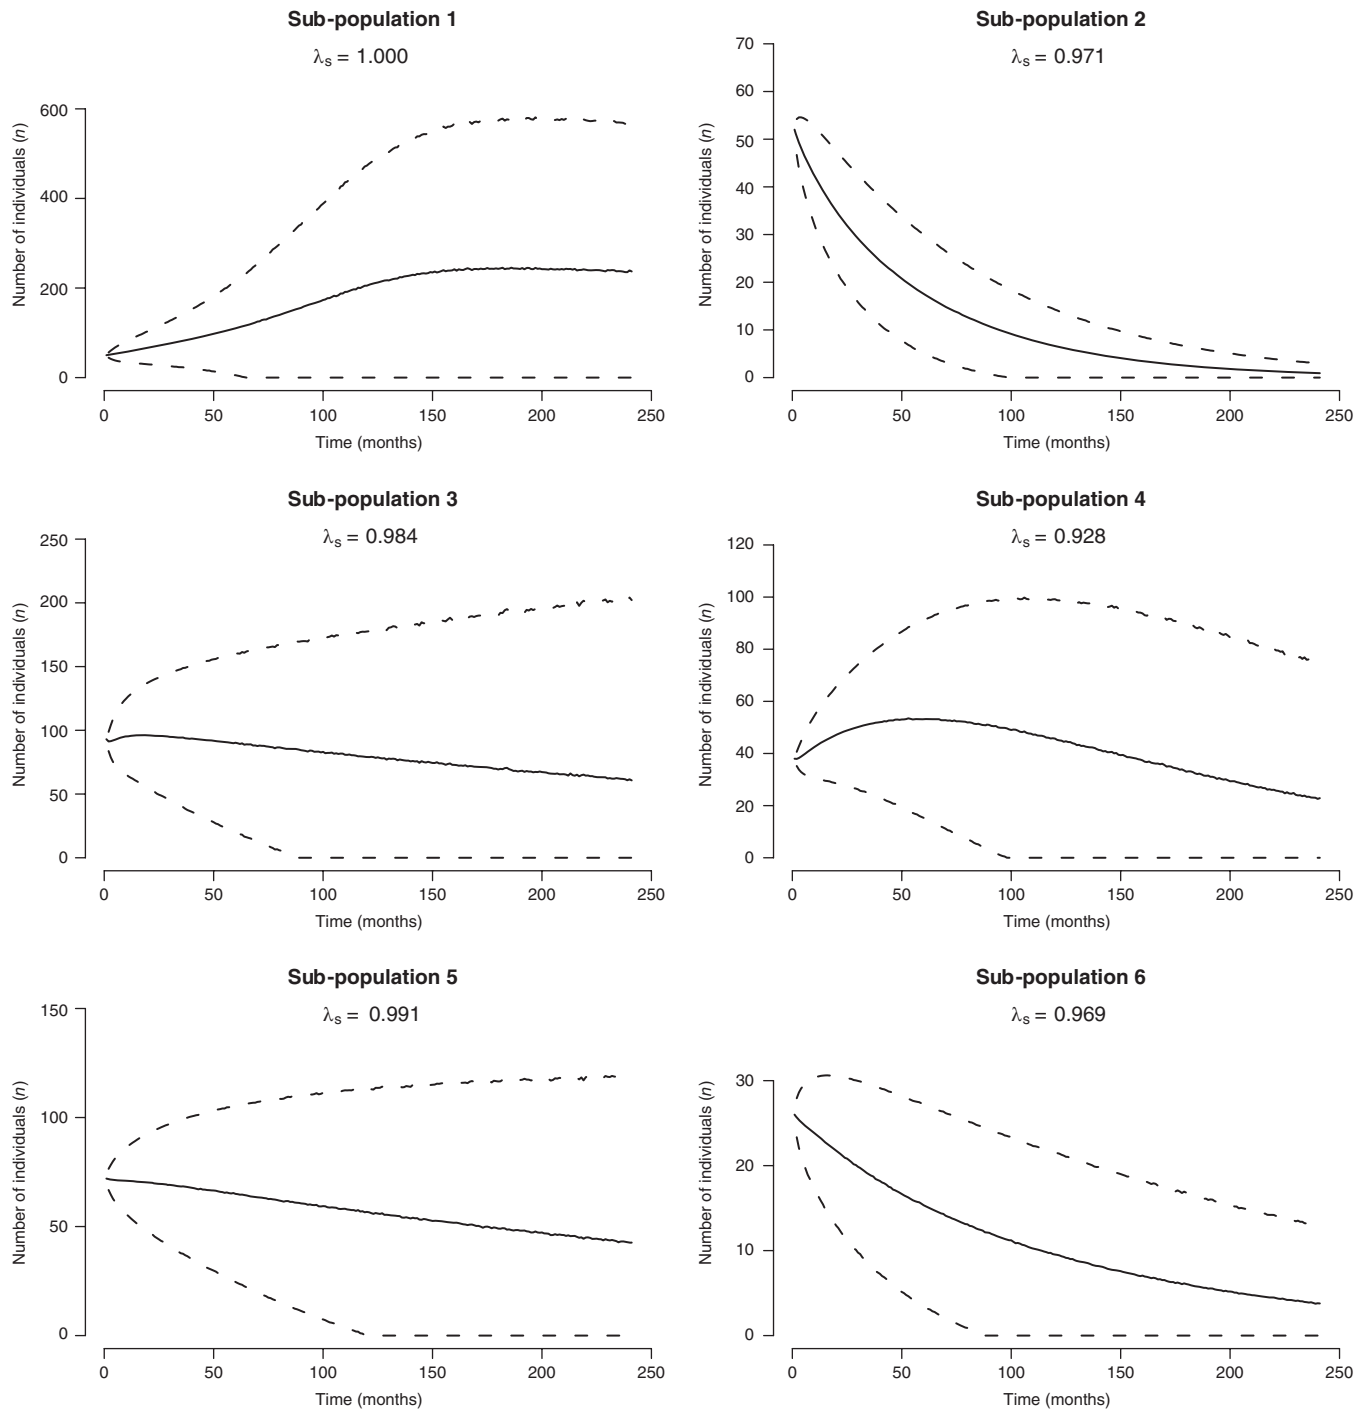 Sub-population 1
λs = 1.000
Number of individuals (n)
600
400
200
0
0 50 100 150 200 250
Time (months)
Sub-population 2
λs = 0.971
Number of individuals (n)
70
60
50
40
30
20
10
0
0 50 100 150 200 250
Time (months)
Sub-population 3
λs = 0.984
Number of individuals (n)
250
200
150
100
50
0
0 50 100 150 200 250
Time (months)
Sub-population 4
λs = 0.928
Number of individuals (n)
120
100
80
60
40
20
0
0 50 100 150 200 250
Time (months)
Sub-population 5
λs = 0.991
Number of individuals (n)
150
100
50
0
0 50 100 150 200 250
Time (months)
Sub-population 6
λs = 0.969
Number of individuals (n)
30
20
10
0
0 50 100 150 200 250
Time (months)